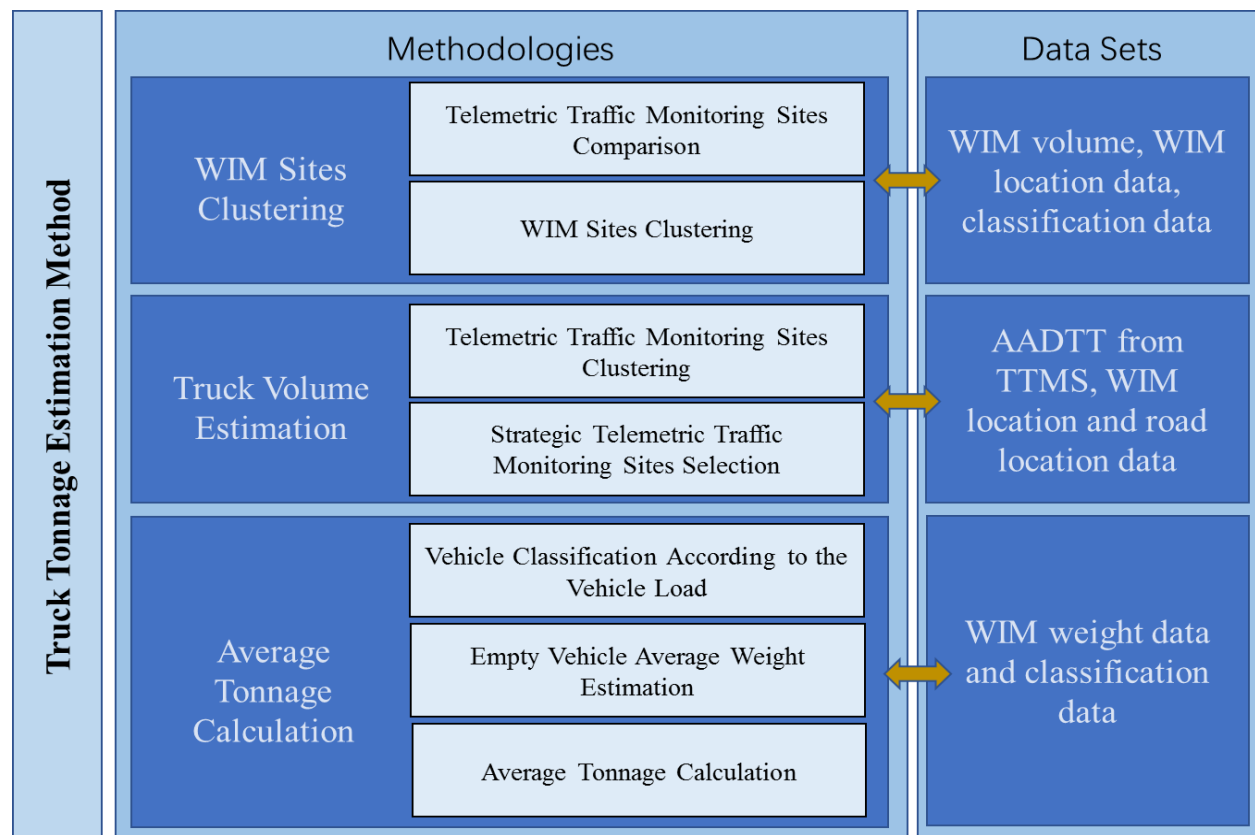 Truck Tonnage Estimation Method
Methodologies
WIM Sites
Clustering
Telemetric Traffic Monitoring Sites
Comparison
WIM Sites Clustering
Truck Volume
Estimation
Telemetric Traffic Monitoring Sites
Clustering
Strategic Telemetric Traffic
Monitoring Sites Selection
Average
Tonnage
Calculation
Vehicle Classification According to the
Vehicle Load
Empty Vehicle Average Weight
Estimation
Average Tonnage Calculation
Data Sets
WIM volume, WIM
location data,
classification data
AADTT from
TTMS, WIM
location and road
location data
WIM weight data
and classification
data